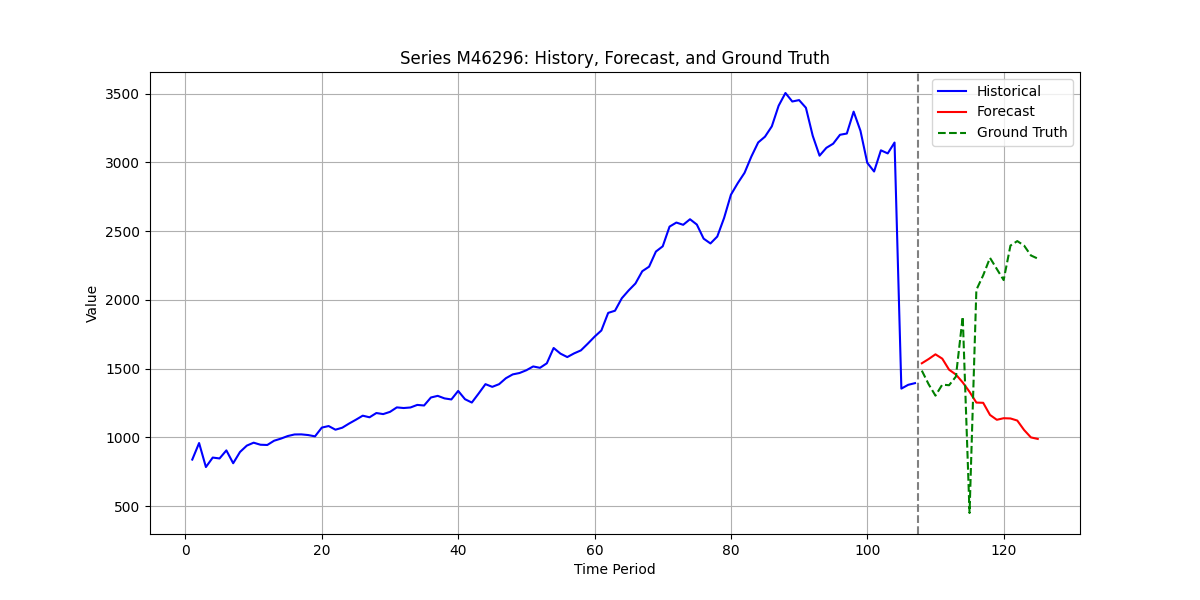 Series M46296: History, Forecast, and Ground Truth
Historical
Forecast
Ground Truth
Value
3500
3000
2500
2000
1500
1000
500
0 20 40 60 80 100 120
Time Period